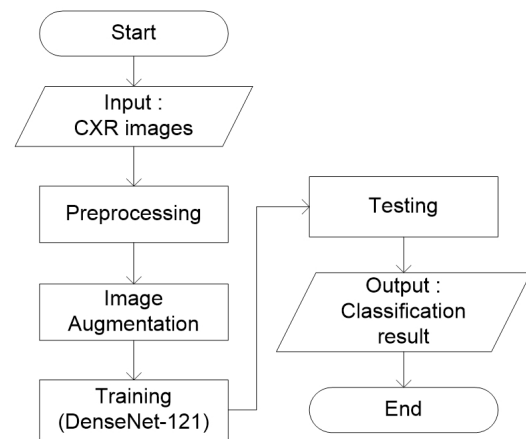 Start
Input :
CXR images
Preprocessing
Image
Augmentation
Training
(DenseNet-121)
Testing
Output :
Classification
result
End